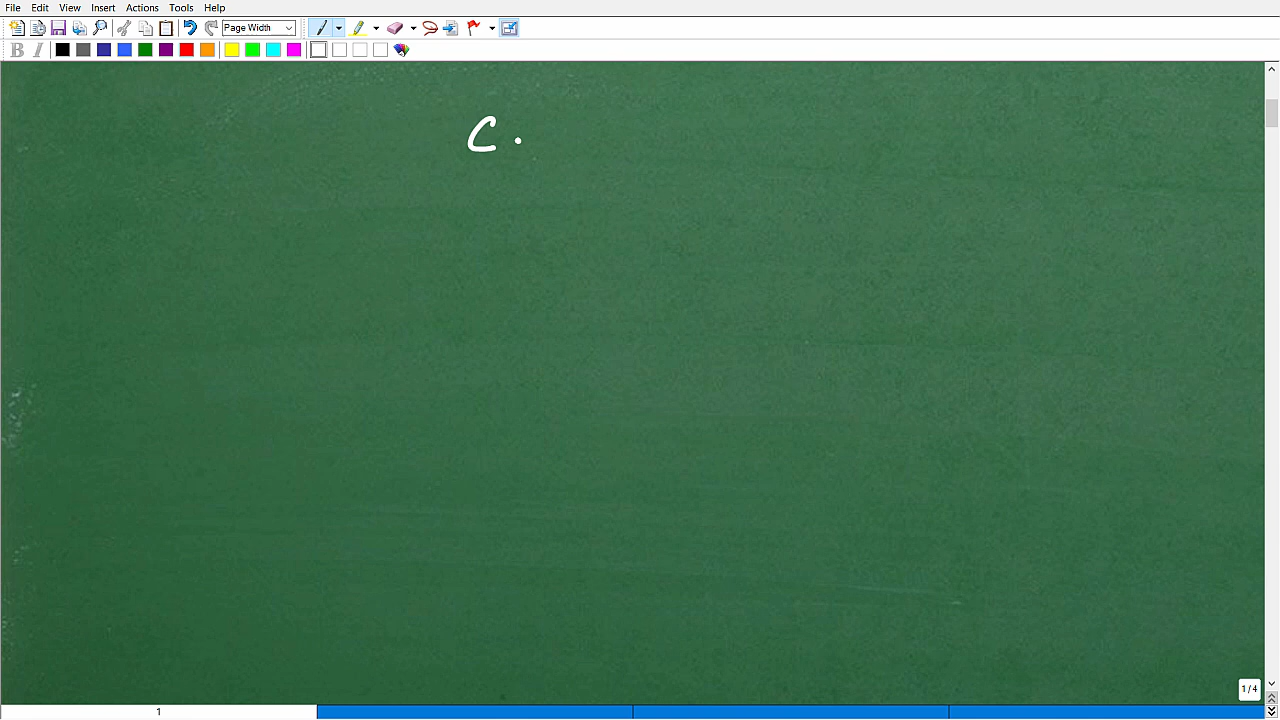 File Edit View Insert Actions Tools Help
Page Width
B I
C .
1 / 4
1